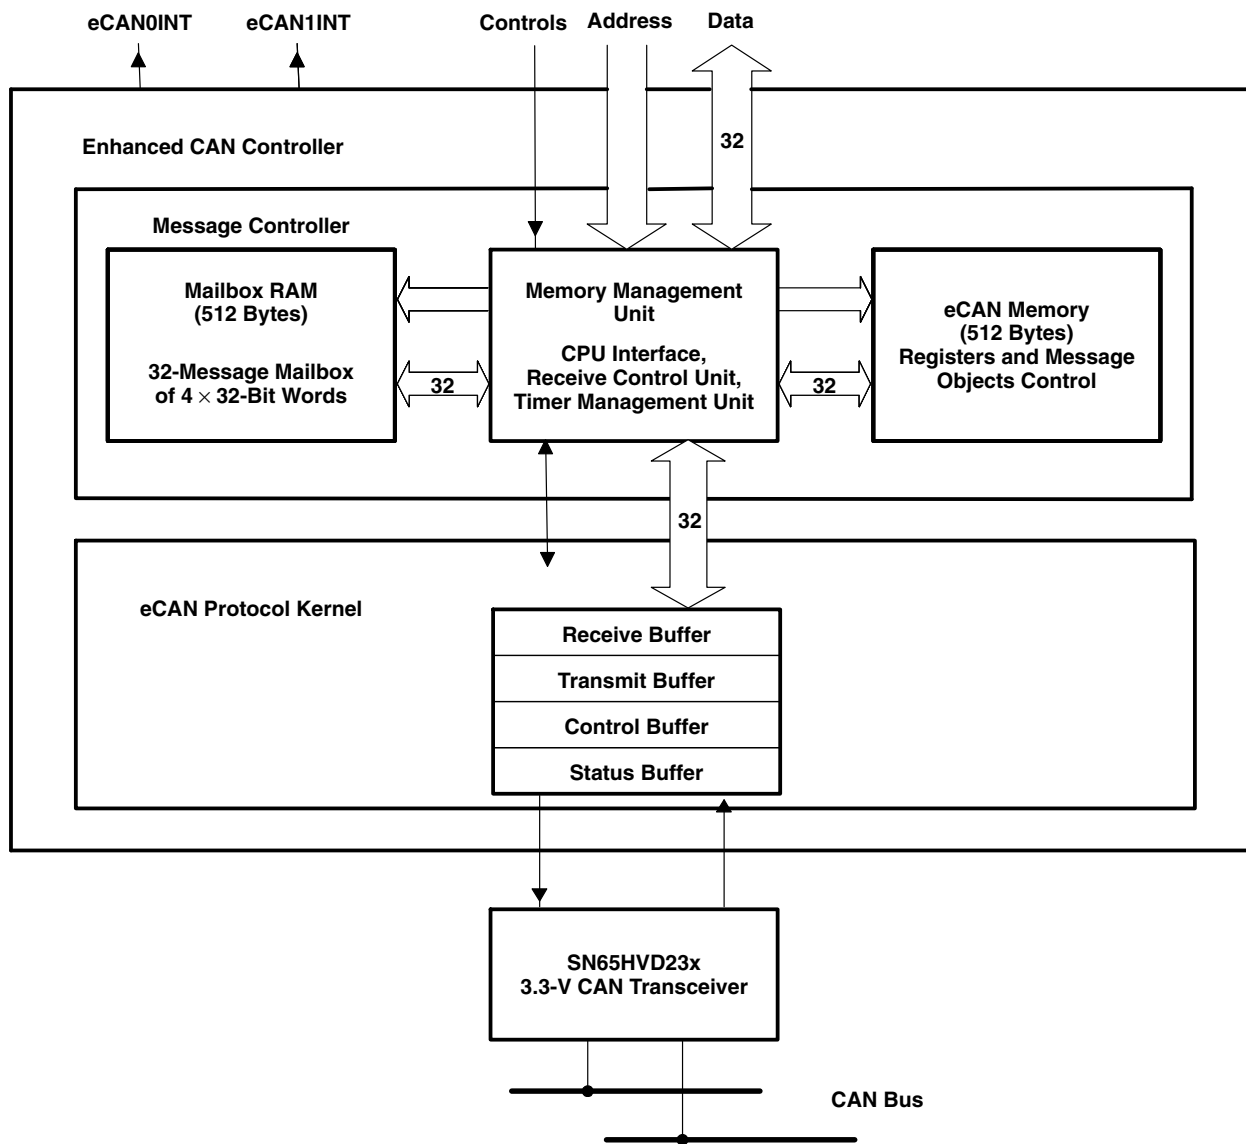 eCAN0INT
eCAN1INT
Controls
Address
Data
32
Enhanced CAN Controller
Message Controller
Mailbox RAM
(512 Bytes)
32-Message Mailbox
of 4 × 32-Bit Words
32
Memory Management
Unit
CPU Interface,
Receive Control Unit,
Timer Management Unit
32
eCAN Memory
(512 Bytes)
Registers and Message
Objects Control
32
eCAN Protocol Kernel
Receive Buffer
Transmit Buffer
Control Buffer
Status Buffer
SN65HVD23x
3.3-V CAN Transceiver
CAN Bus